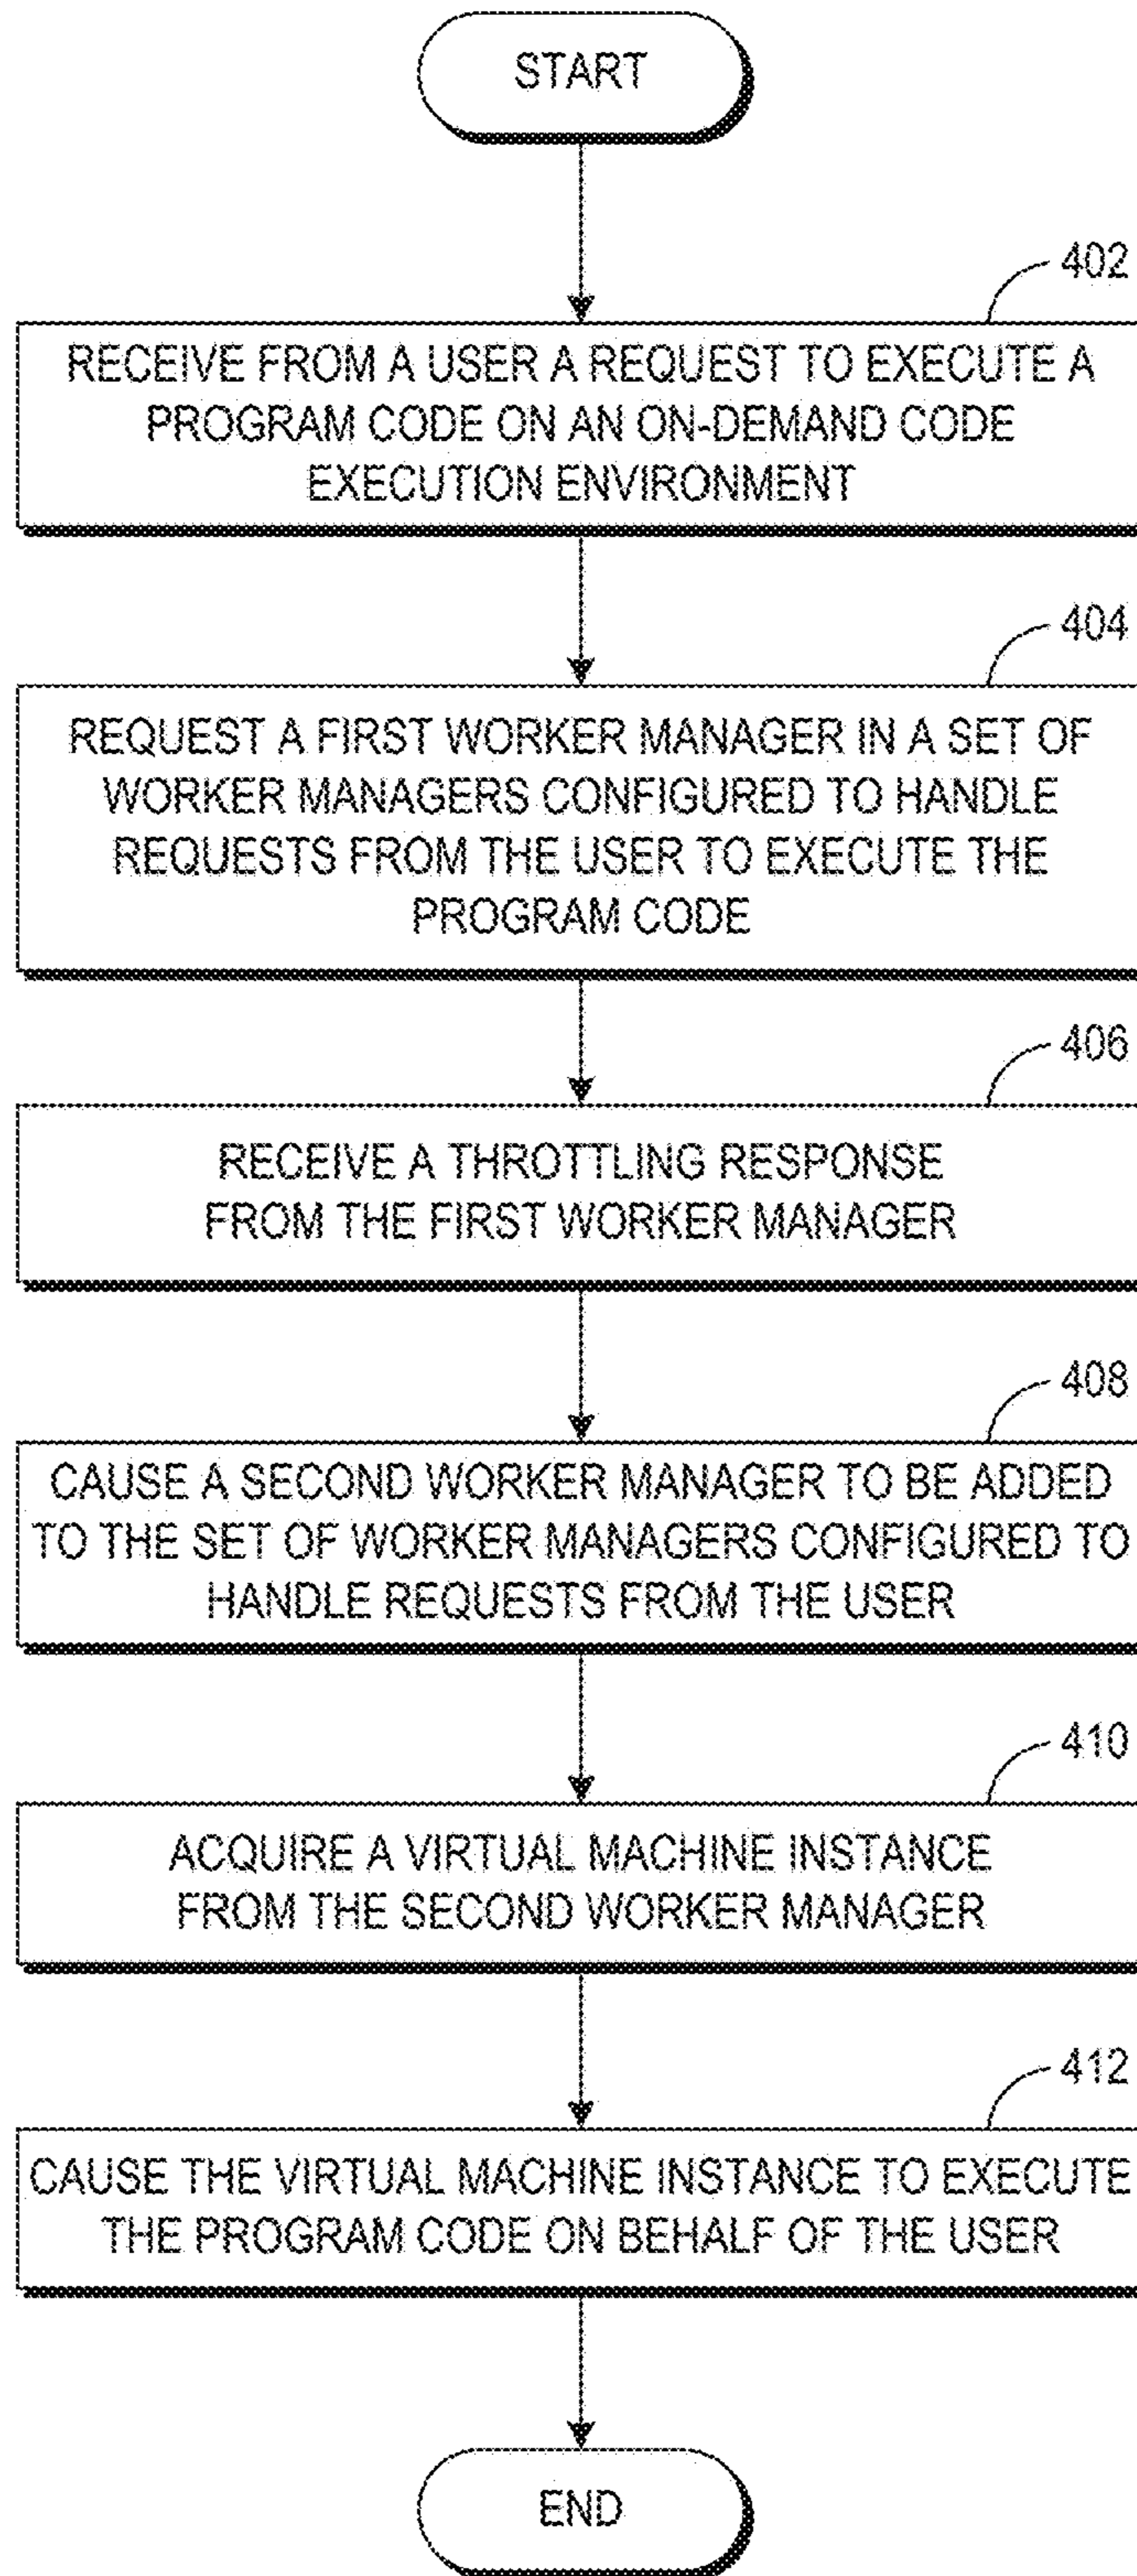 START
402
RECEIVE FROM A USER A REQUEST TO EXECUTE A
PROGRAM CODE ON AN ON-DEMAND CODE
EXECUTION ENVIRONMENT
404
REQUEST A FIRST WORKER MANAGER IN A SET OF
WORKER MANAGERS CONFIGURED TO HANDLE
REQUESTS FROM THE USER TO EXECUTE THE
PROGRAM CODE
406
RECEIVE A THROTTLING RESPONSE
FROM THE FIRST WORKER MANAGER
408
CAUSE A SECOND WORKER MANAGER TO BE ADDED
TO THE SET OF WORKER MANAGERS CONFIGURED TO
HANDLE REQUESTS FROM THE USER
410
ACQUIRE A VIRTUAL MACHINE INSTANCE
FROM THE SECOND WORKER MANAGER
412
CAUSE THE VIRTUAL MACHINE INSTANCE TO EXECUTE
THE PROGRAM CODE ON BEHALF OF THE USER
END